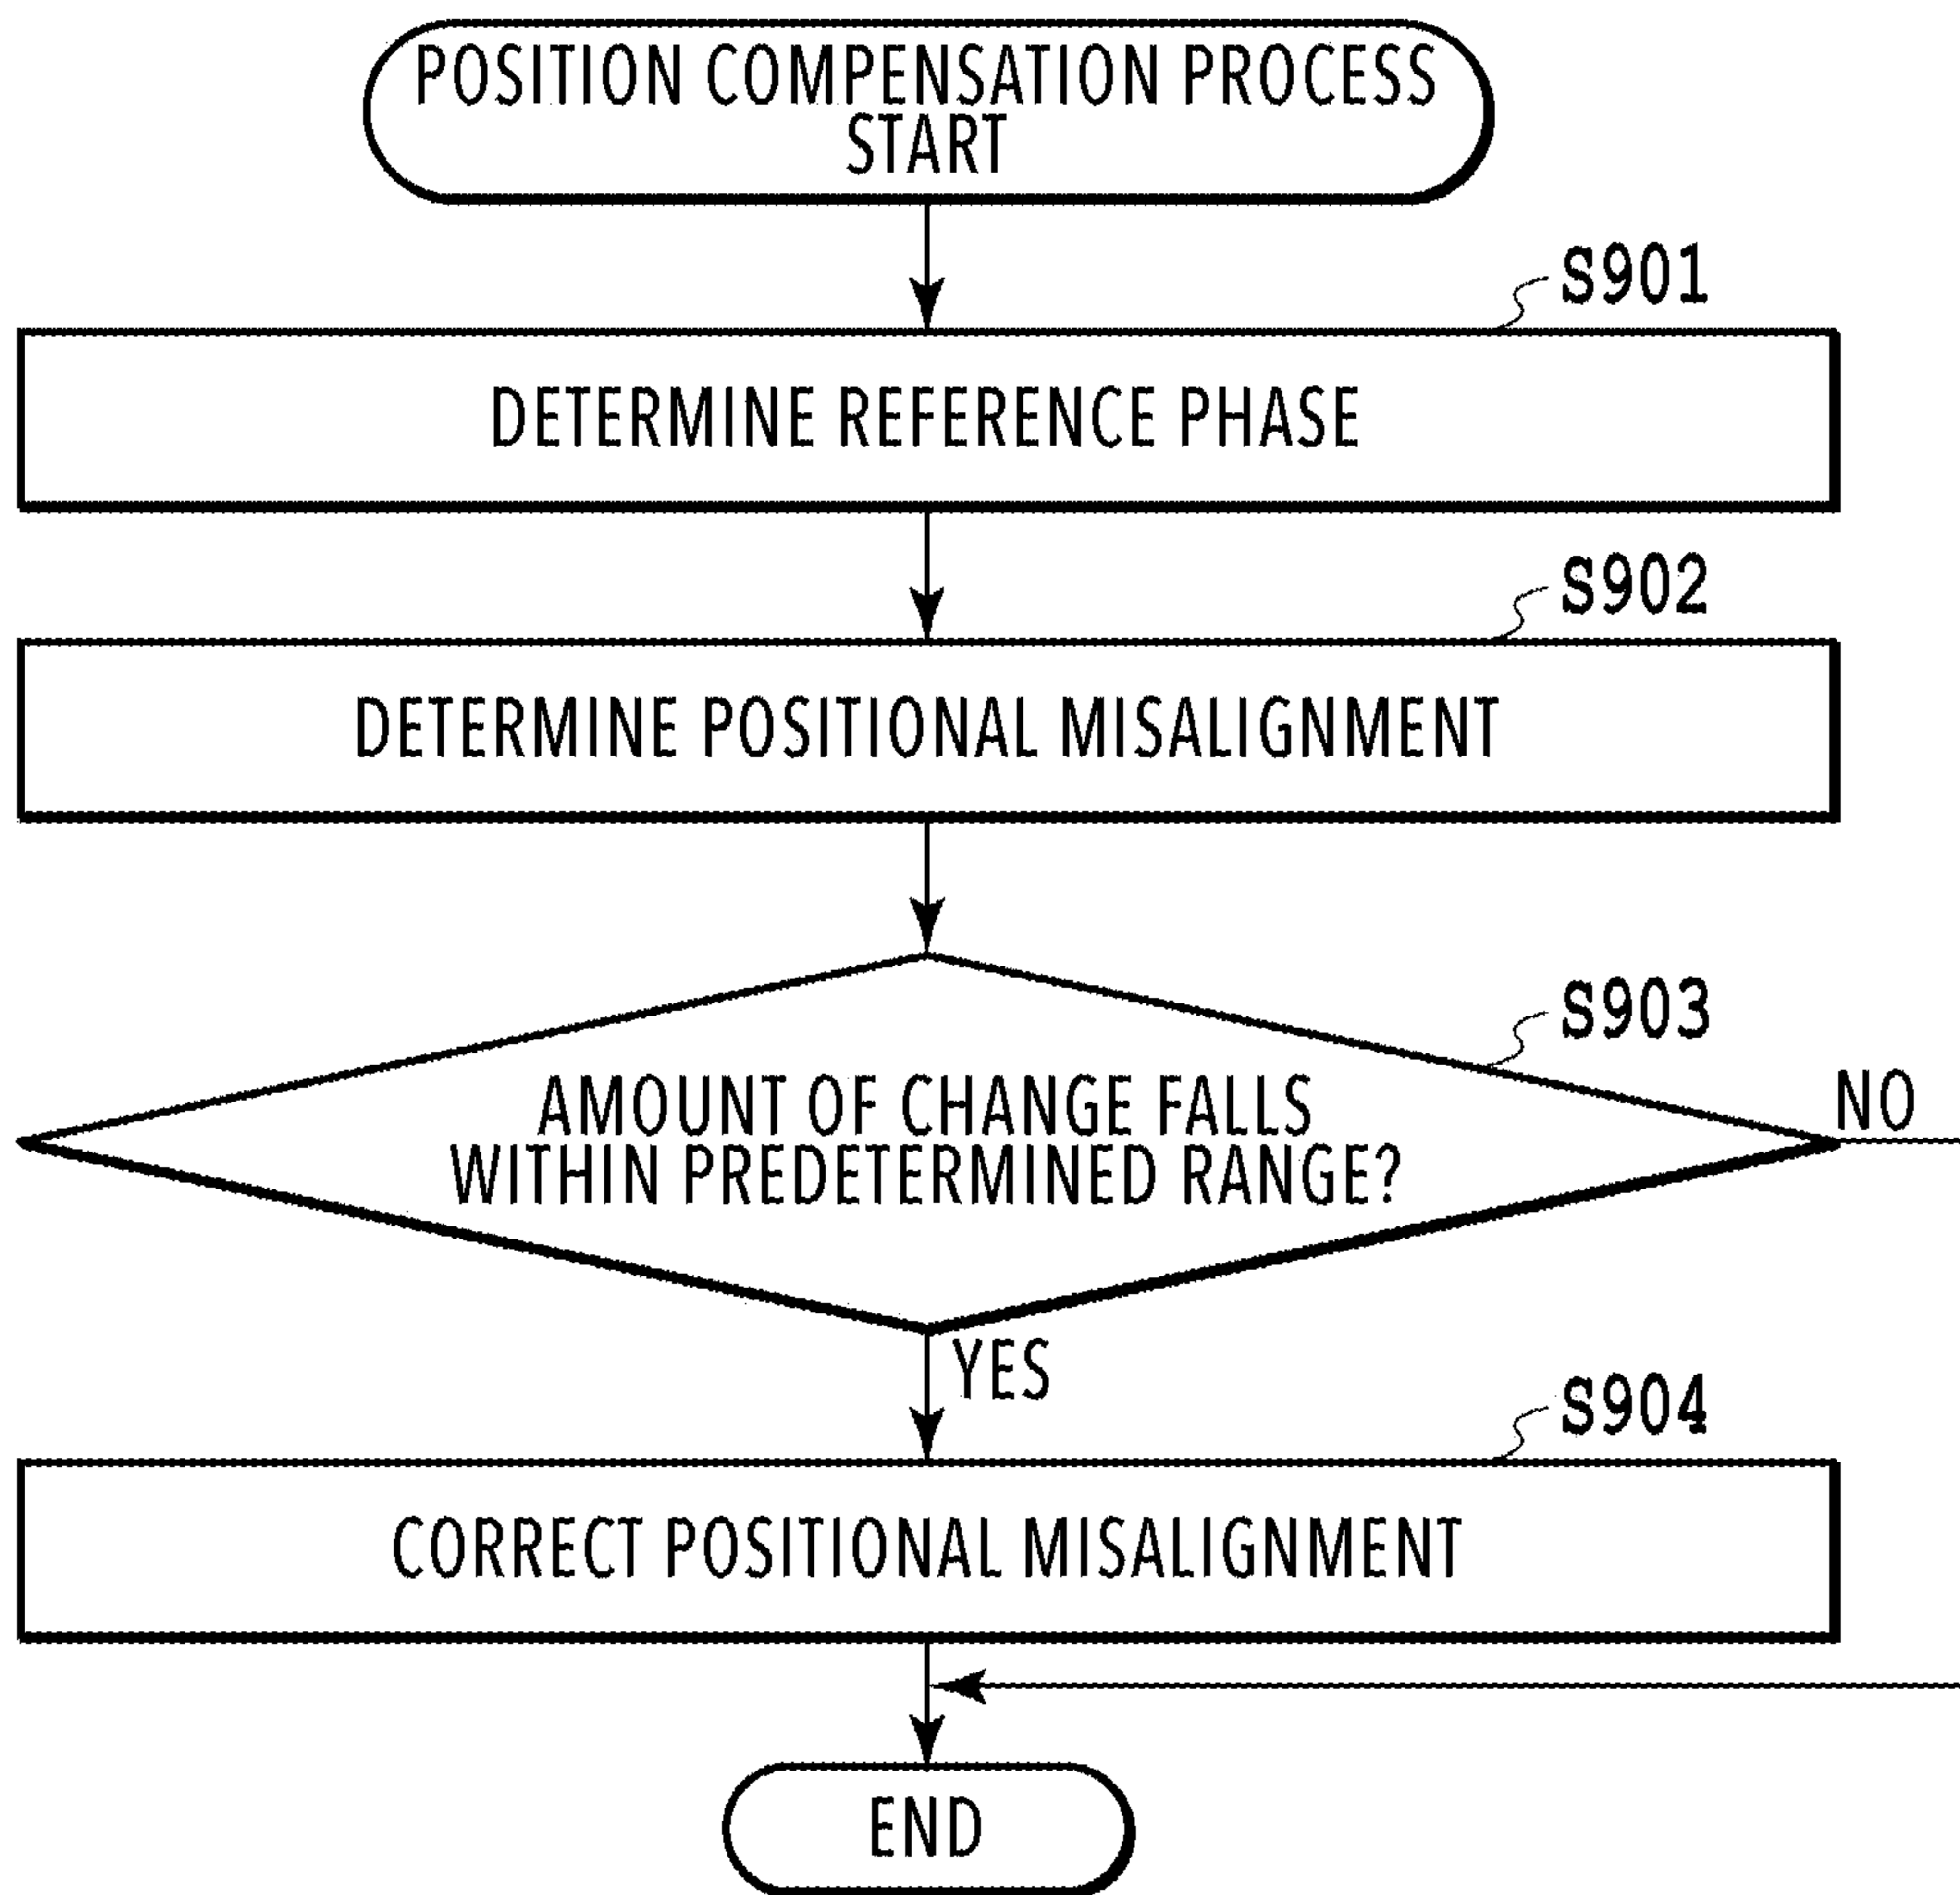 POSITION COMPENSATION PROCESS
START
S901
DETERMINE REFERENCE PHASE
S902
DETERMINE POSITIONAL MISALIGNMENT
S903
AMOUNT OF CHANGE FALLS
WITHIN PREDETERMINED RANGE?
NO
YES
S904
CORRECT POSITIONAL MISALIGNMENT
END